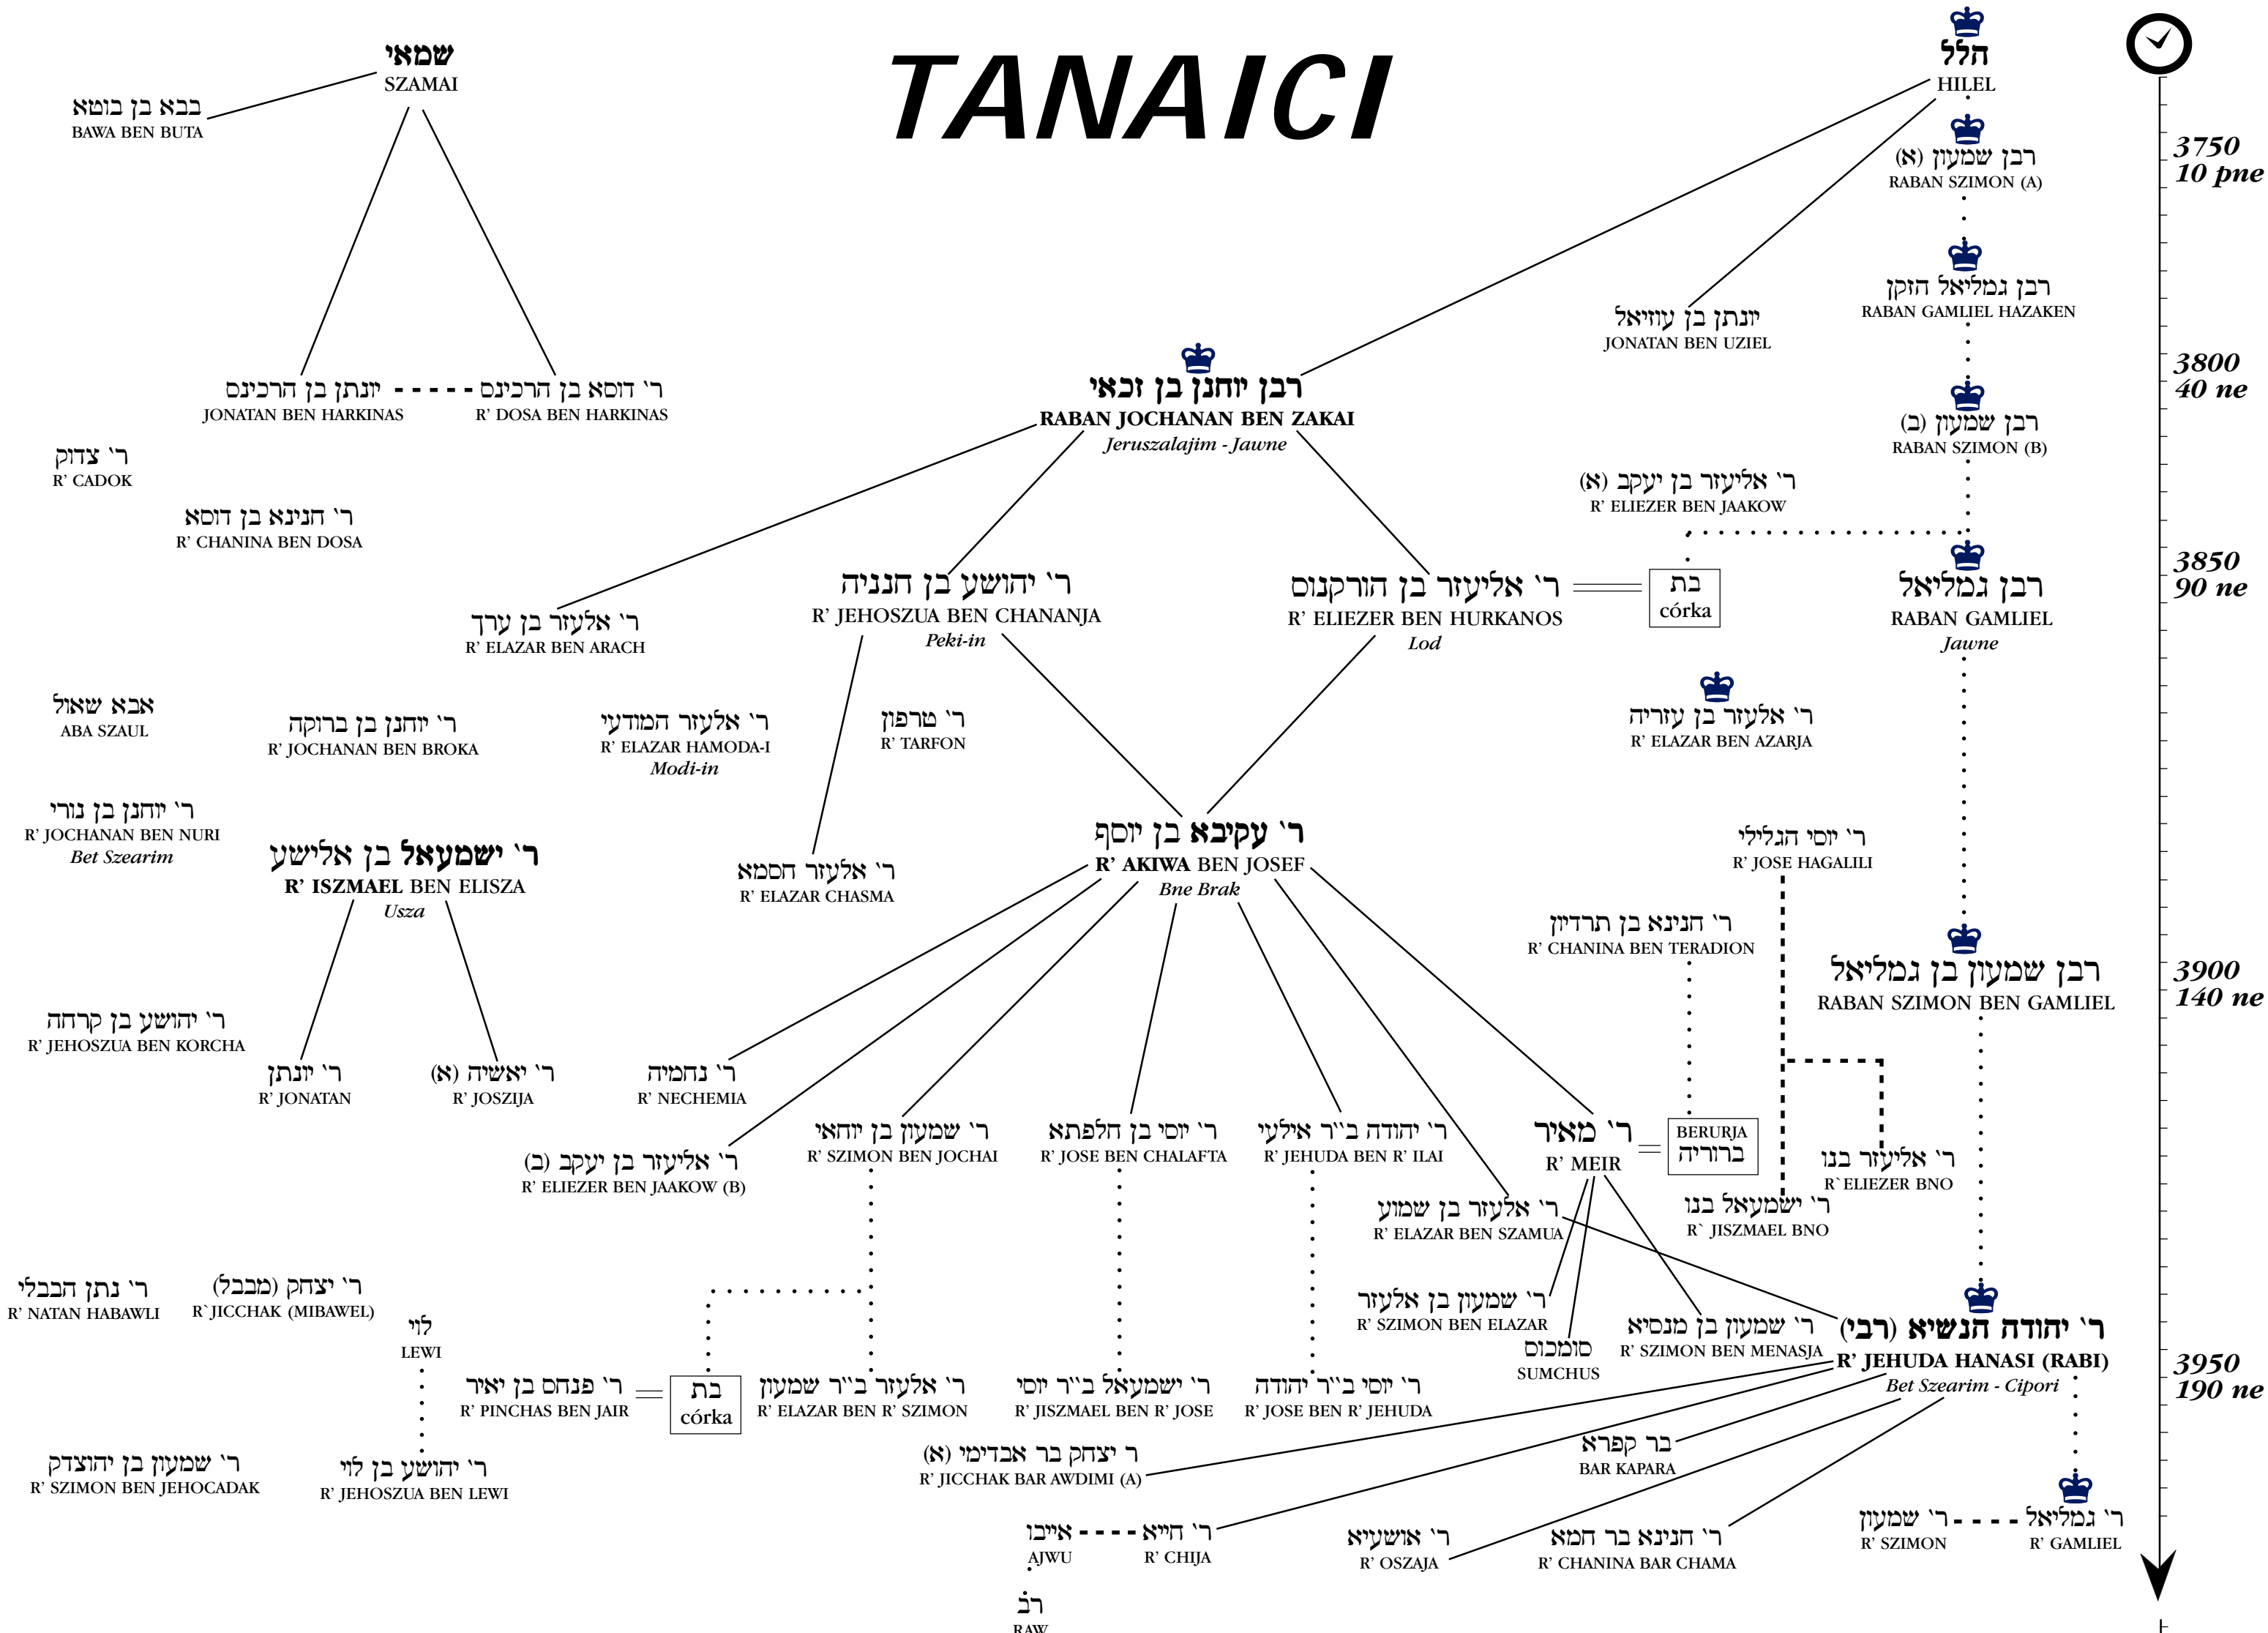 TANAICI
שמאי
SZAMAI
בבא בן בוטא
BAWA BEN BUTA
הלל
HILEL
3750
10 pne
רבן שמעון (א)
RABAN SZIMON (A)
רבן גמליאל הזקן
RABAN GAMLIEL HAZAKEN
יונתן בן עוזיאל
JONATAN BEN UZIEL
3800
40 ne
יונתן בן הרכינס
JONATAN BEN HARKINAS
ר' דוסא בן הרכינס
R' DOSA BEN HARKINAS
רבן יוחנן בן זכאי
RABAN JOCHANAN BEN ZAKAI
Jeruszalajim - Jawne
רבן שמעון (ב)
RABAN SZIMON (B)
ר' צדוק
R' CADOK
ר' חנינא בן דוסא
R' CHANINA BEN DOSA
ר' אליעזר בן יעקב (א)
R' ELIEZER BEN JAAKOW
3850
90 ne
ר' אלעזר בן ערך
R' ELAZAR BEN ARACH
ר' יהושע בן חנניה
R' JEHOSZUA BEN CHANANJA
Peki-in
ר' אליעזר בן הורקנוס
R' ELIEZER BEN HURKANOS
Lod
בת
córka
רבן גמליאל
RABAN GAMLIEL
Jawne
אבא שאול
ABA SZAUL
ר' יוחנן בן ברוקה
R' JOCHANAN BEN BROKA
ר' אלעזר המודעי
R' ELAZAR HAMODA-I
Modi-in
ר' טרפון
R' TARFON
ר' אלעזר בן עזריה
R' ELAZAR BEN AZARJA
ר' יוחנן בן נורי
R' JOCHANAN BEN NURI
Bet Szearim
ר' ישמעאל בן אלישע
R' ISZMAEL BEN ELISZA
Usza
ר' אלעזר חסמא
R' ELAZAR CHASMA
ר' עקיבא בן יוסף
R' AKIWA BEN JOSEF
Bne Brak
ר' יוסי הגלילי
R' JOSE HAGALILI
ר' חנינא בן תרדיון
R' CHANINA BEN TERADION
רבן שמעון בן גמליאל
RABAN SZIMON BEN GAMLIEL
3900
140 ne
ר' יהושע בן קרחה
R' JEHOSZUA BEN KORCHA
ר' יונתן
R' JONATAN
ר' יאשיה (א)
R' JOSZIJA
ר' נחמיה
R' NECHEMIA
ר' אליעזר בן יעקב (ב)
R' ELIEZER BEN JAAKOW (B)
ר' שמעון בן יוחאי
R' SZIMON BEN JOCHAI
ר' יוסי בן חלפתא
R' JOSE BEN CHALAFTA
ר' יהודה ב"ר אילעי
R' JEHUDA BEN R' ILAI
ר' מאיר
R' MEIR
BERURJA
ברוריה
ר' אליעזר בנו
R`ELIEZER BNO
ר' ישמעאל בנו
R` JISZMAEL BNO
ר' אלעזר בן שמוע
R' ELAZAR BEN SZAMUA
ר' נתן הבבלי
R' NATAN HABAWLI
ר' יצחק (מבבל)
R`JICCHAK (MIBAWEL)
לוי
LEWI
ר' שמעון בן אלעזר
R' SZIMON BEN ELAZAR
סומכוס
SUMCHUS
ר' שמעון בן מנסיא
R' SZIMON BEN MENASJA
ר' יהודה הנשיא (רבי)
R' JEHUDA HANASI (RABI)
Bet Szearim - Cipori
3950
190 ne
ר' פנחס בן יאיר
R' PINCHAS BEN JAIR
בת
córka
ר' אלעזר ב"ר שמעון
R' ELAZAR BEN R' SZIMON
ר' ישמעאל ב"ר יוסי
R' JISZMAEL BEN R' JOSE
ר' יוסי ב"ר יהודה
R' JOSE BEN R' JEHUDA
ר' שמעון בן יהוצדק
R' SZIMON BEN JEHOCADAK
ר' יהושע בן לוי
R' JEHOSZUA BEN LEWI
ר יצחק בר אבדימי (א)
R' JICCHAK BAR AWDIMI (A)
בר קפרא
BAR KAPARA
אייבו
AJWU
ר' חייא
R' CHIJA
ר' אושעיא
R' OSZAJA
ר' חנינא בר חמא
R' CHANINA BAR CHAMA
ר' שמעון
R' SZIMON
ר' גמליאל
R' GAMLIEL
רב
RAW